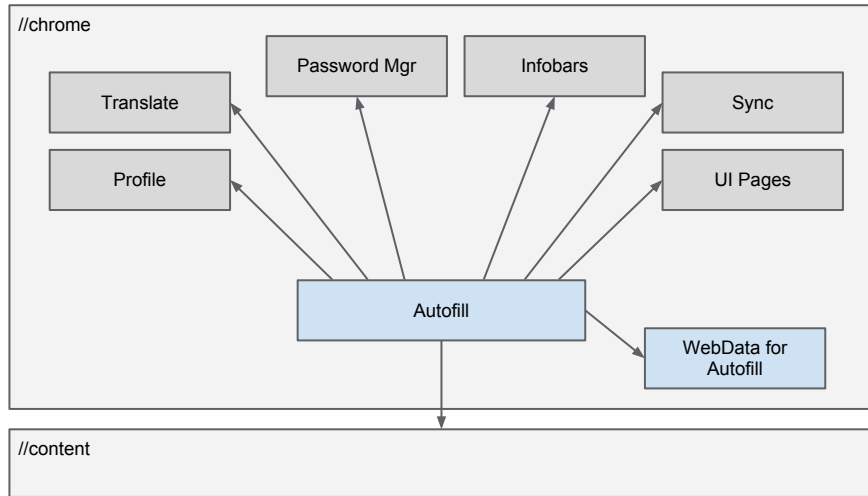 //chrome
Password Mgr
Infobars
Translate
Sync
Profile
UI Pages
Autofill
WebData for
Autofill
//content